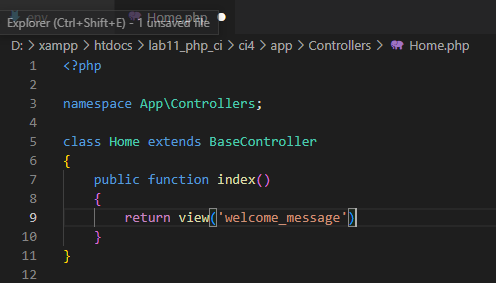 .env
Home.php
Explorer (Ctrl+Shift+E) - 1 unsaved file
D: > xampp > htdocs > lab11_php_ci > ci4 > app > Controllers > Home.php
1 <?php
2
3 namespace App\Controllers;
4
5 class Home extends BaseController
6 {
7 public function index()
8 {
9 return view('welcome_message')
10 }
11 }
12